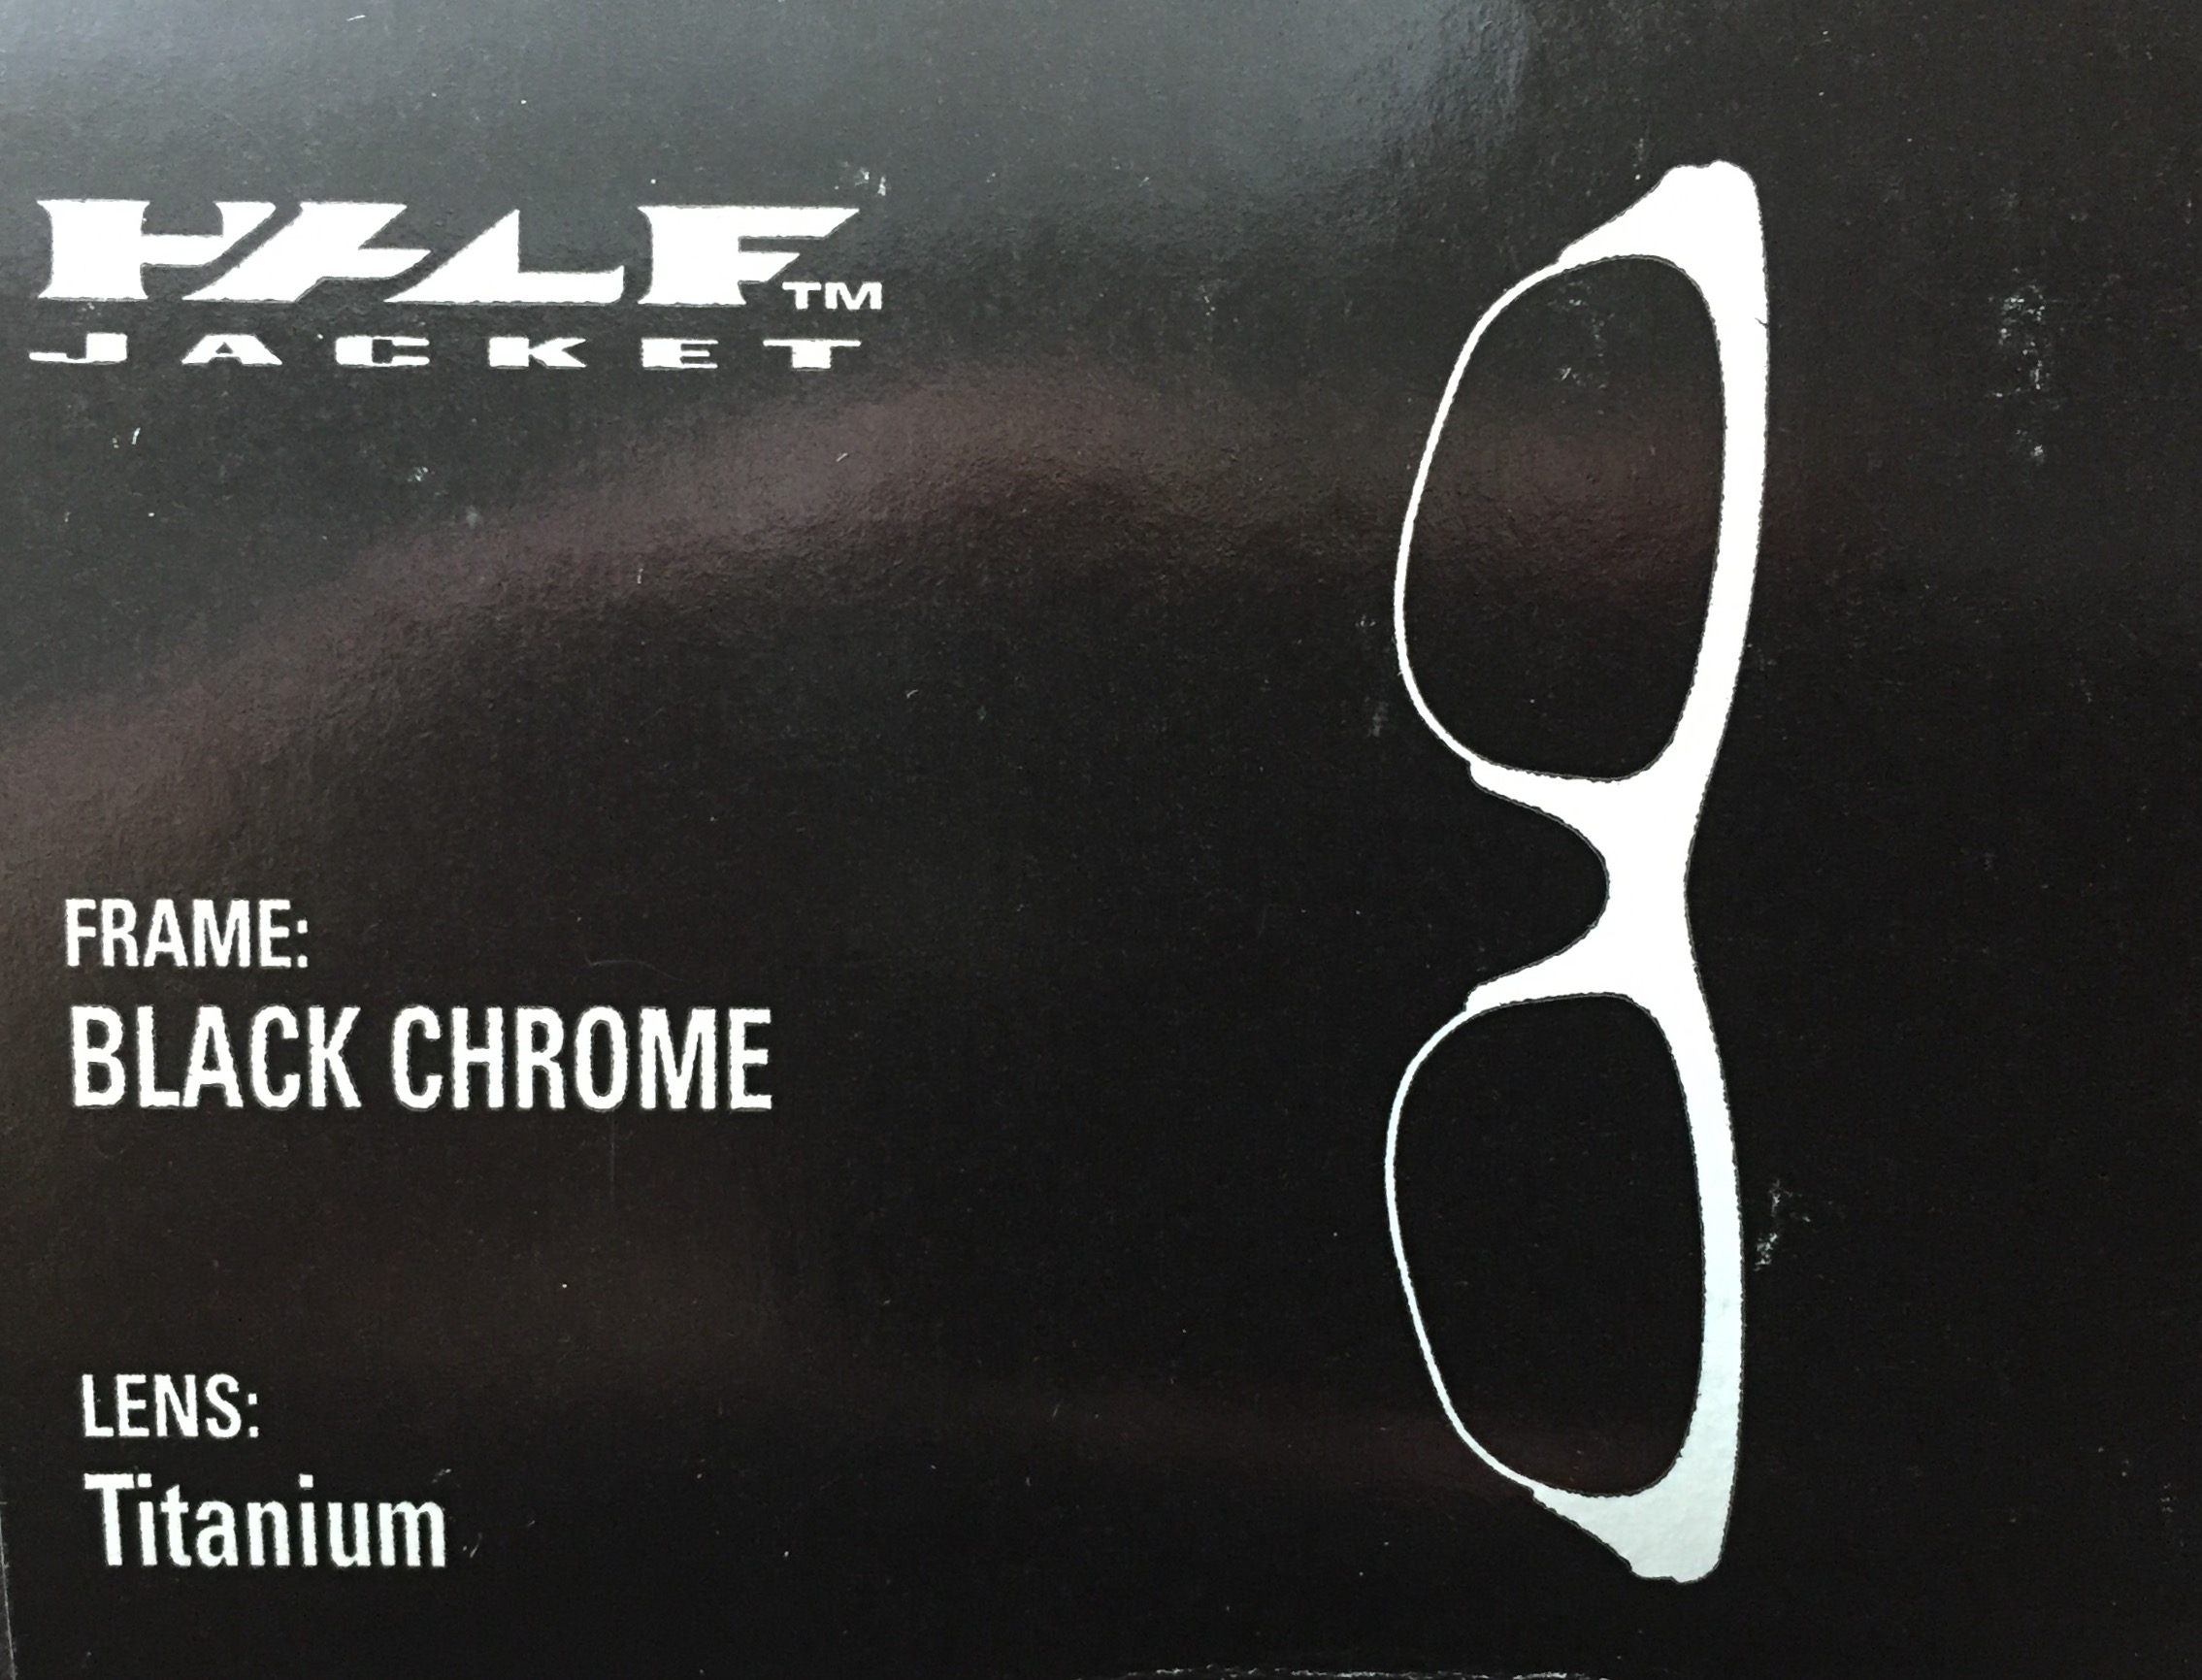 HALF™
JACKET
FRAME:
BLACK CHROME
LENS:
Titanium